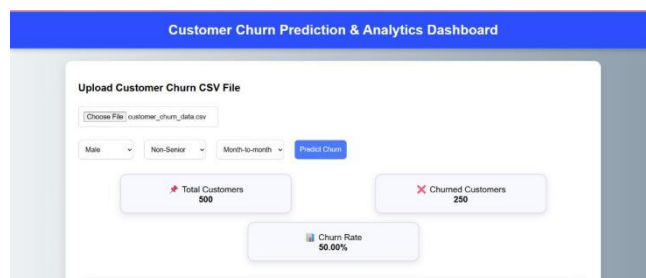 Customer Churn Prediction & Analytics Dashboard
Upload Customer Churn CSV File
Choose File customer_churn_data.csv
Male Non-Senior Month-to-month Predict Churn
Total Customers
500
Churned Customers
250
Churn Rate
50.00%